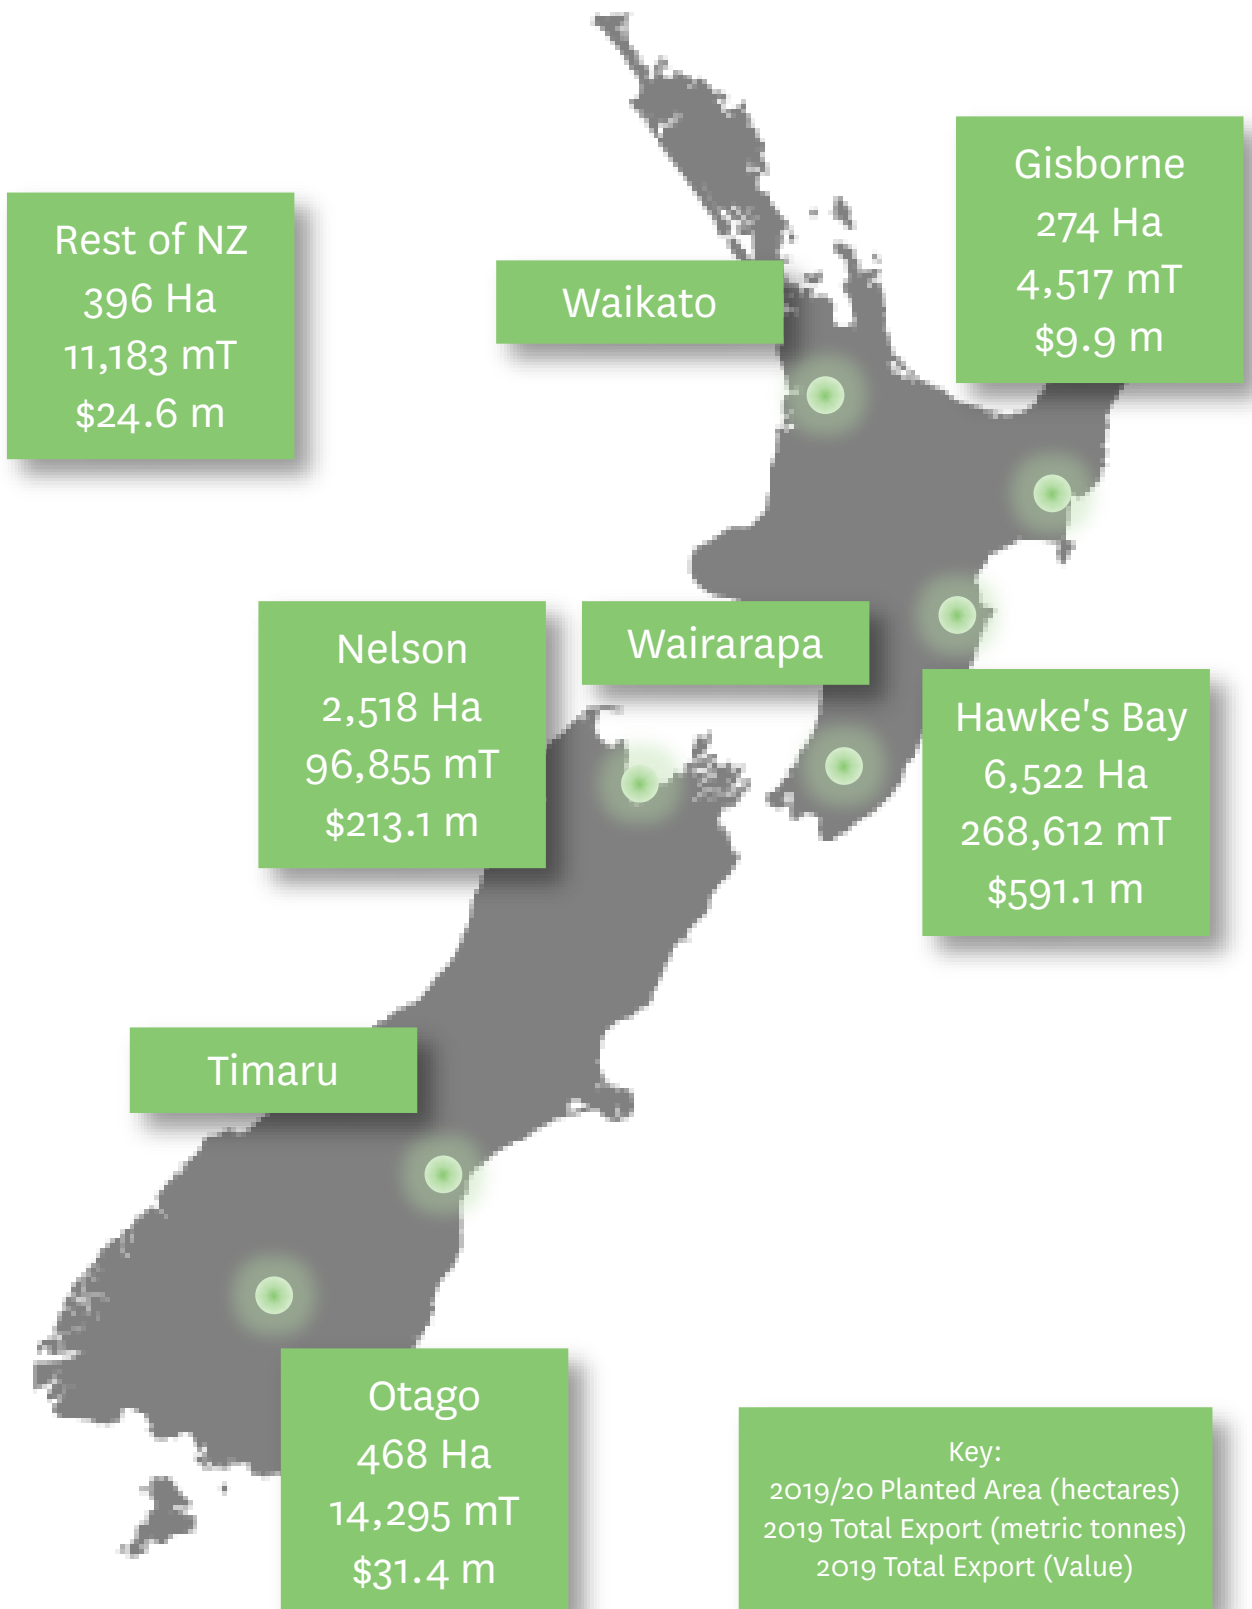 Gisborne
274 Ha
4,517 mT
$9.9 m
Rest of NZ
396 Ha
11,183 mT
$24.6 m
Waikato
Nelson
2,518 Ha
96,855 mT
$213.1 m
Wairarapa
Hawke's Bay
6,522 Ha
268,612 mT
$591.1 m
Timaru
Otago
468 Ha
14,295 mT
$31.4 m
Key:
2019/20 Planted Area (hectares)
2019 Total Export (metric tonnes)
2019 Total Export (Value)